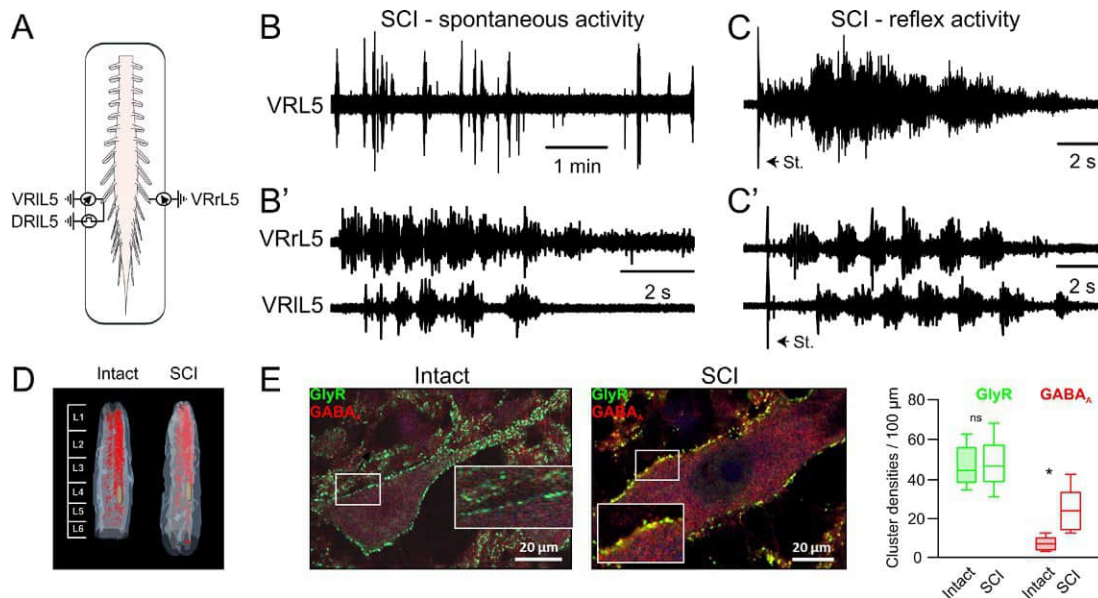 A
VRlL5
DRlL5
VRrL5
B SCI - spontaneous activity
VRL5
1 min
B'
VRrL5
2 s
VRlL5
C SCI - reflex activity
St.
2 s
C'
2 s
St.
D
Intact SCI
L1
L2
L3
L4
L5
L6
E Intact SCI
GlyR
GABA
20 µm
GlyR
GABAA
20 µm
GlyR GABAA
Cluster densities / 100 µm
80
60
40
20
0
ns
*
Intact
SCI
Intact
SCI